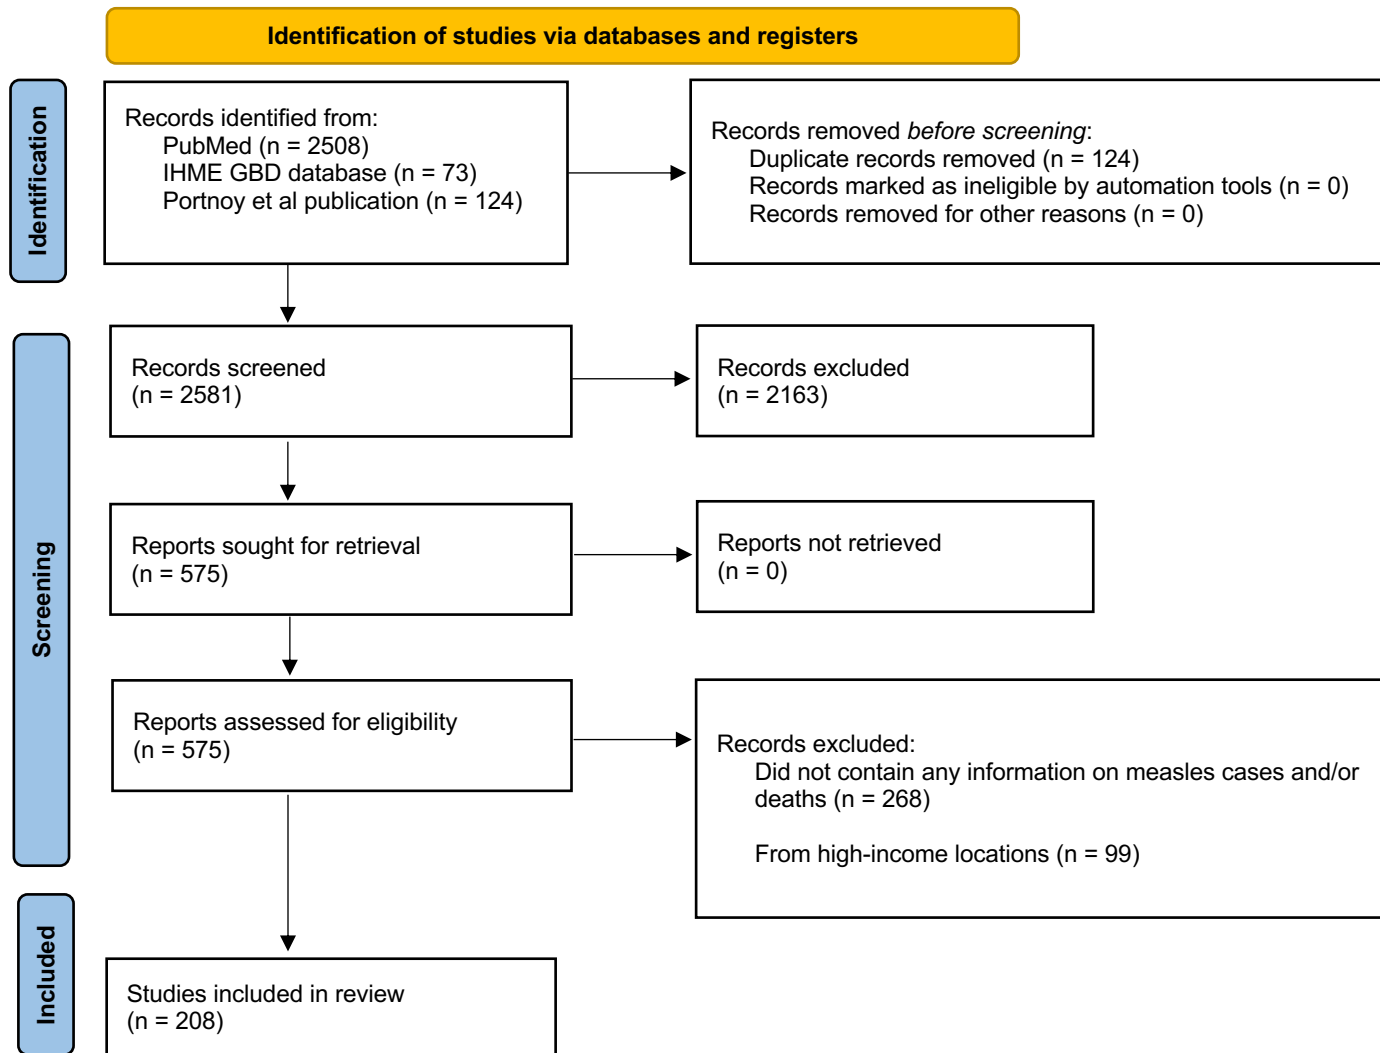 Identification of studies via databases and registers
Identification
Records identified from:
PubMed (n = 2508)
IHME GBD database (n = 73)
Portnoy et al publication (n = 124)
Records removed before screening:
Duplicate records removed (n = 124)
Records marked as ineligible by automation tools (n = 0)
Records removed for other reasons (n = 0)
Screening
Records screened
(n = 2581)
Records excluded
(n = 2163)
Reports sought for retrieval
(n = 575)
Reports not retrieved
(n = 0)
Reports assessed for eligibility
(n = 575)
Records excluded:
Did not contain any information on measles cases and/or
deaths (n = 268)
From high-income locations (n = 99)
Included
Studies included in review
(n = 208)